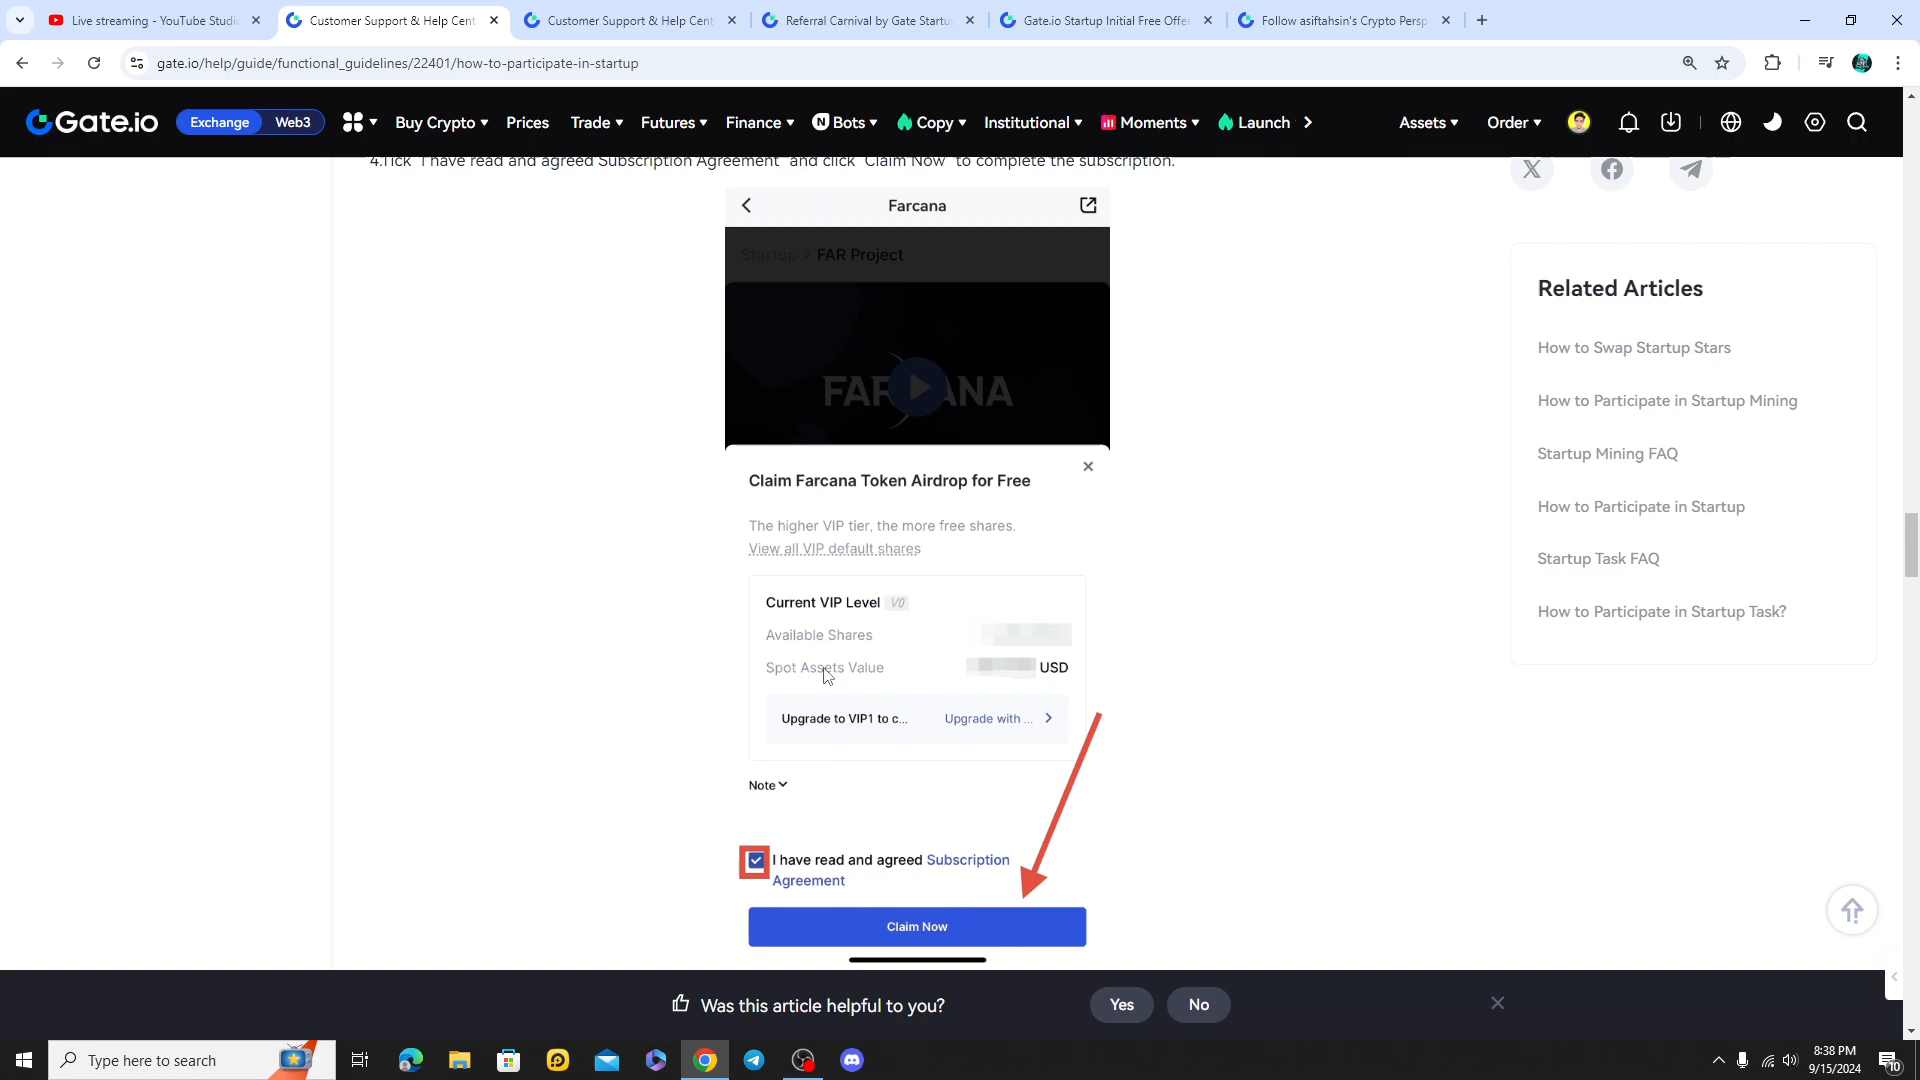 Live streaming - YouTube Studi
Customer Support & Help Cent
Customer Support & Help Cent
Referral Carnival by Gate Startu
Gate.io Startup Initial Free Offe
Follow asiftahsin's Crypto Persp
gate.io/help/guide/functional_guidelines/22401/how-to-participate-in-startup
Gate.io
Exchange
Web3
Buy Crypto
Prices
Trade
Futures
Finance
Bots
Copy
Institutional
Moments
Launch
Assets
Order
4.Tick "I have read and agreed Subscription Agreement" and click "Claim Now" to complete the subscription.
Farcana
Startup > FAR Project
FARCANA
Claim Farcana Token Airdrop for Free
The higher VIP tier, the more free shares.
View all VIP default shares
Current VIP Level V0
Available Shares
Spot Assets Value USD
Upgrade to VIP1 to c... Upgrade with ...
Note
I have read and agreed Subscription
Agreement
Claim Now
Related Articles
How to Swap Startup Stars
How to Participate in Startup Mining
Startup Mining FAQ
How to Participate in Startup
Startup Task FAQ
How to Participate in Startup Task?
Was this article helpful to you?
Yes
No
Type here to search
8:38 PM
9/15/2024
10